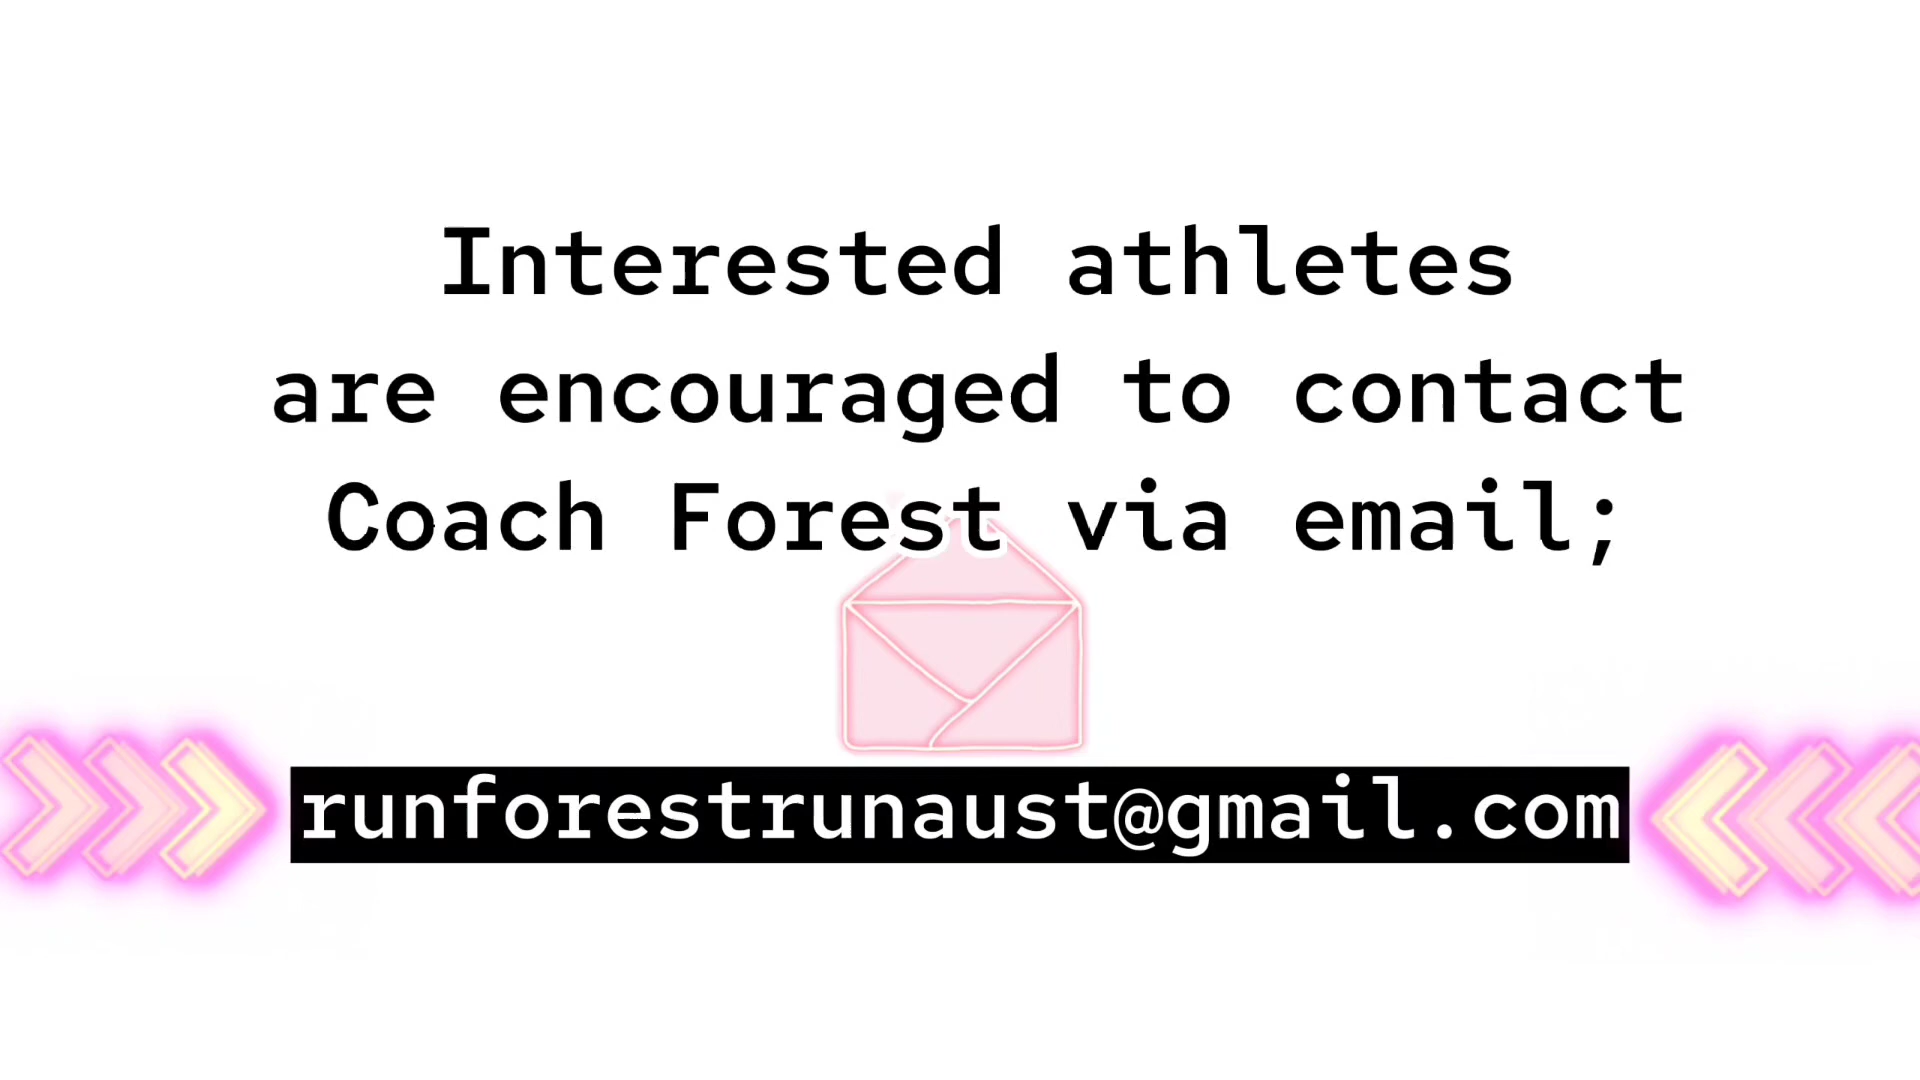 Interested athletes
are encouraged to contact
Coach Forest via email;
runforestrunaust@gmail.com